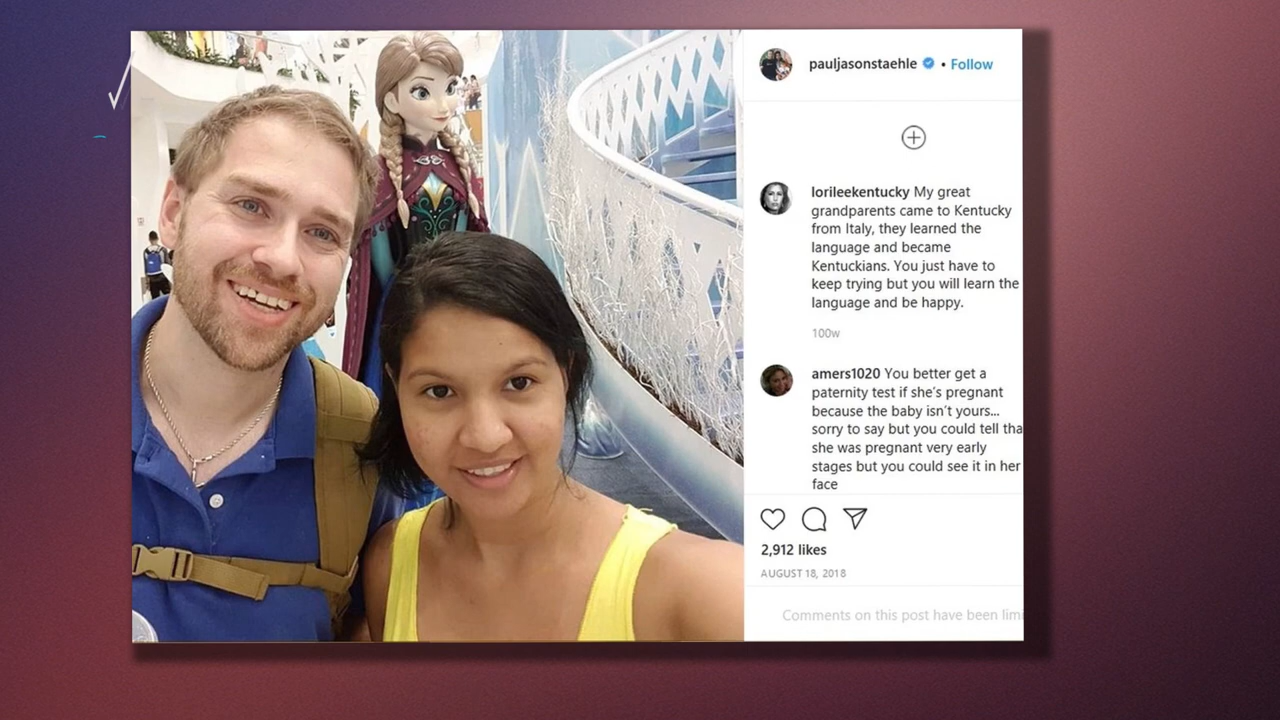 pauljasonstaehle • Follow
lorileekentucky My great
grandparents came to Kentucky
from Italy, they learned the
language and became
Kentuckians. You just have to
keep trying but you will learn the
language and be happy.
100w
amers1020 You better get a
paternity test if she's pregnant
because the baby isn't yours...
sorry to say but you could tell tha
she was pregnant very early
stages but you could see it in her
face
2,912 likes
AUGUST 18, 2018
Comments on this post have been limi